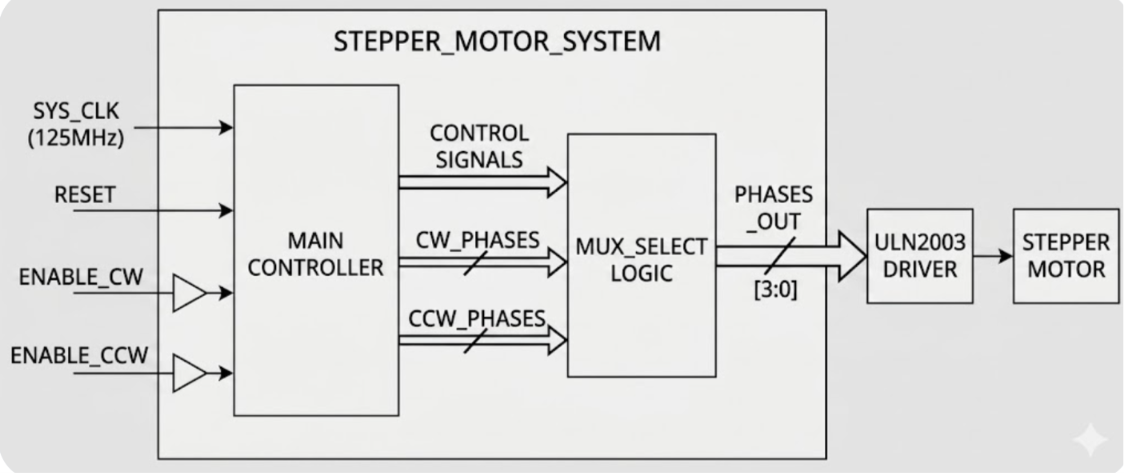 STEPPER_MOTOR_SYSTEM
SYS_CLK
(125MHz)
RESET
ENABLE_CW
ENABLE_CCW
MAIN
CONTROLLER
CONTROL
SIGNALS
CW_PHASES
CCW_PHASES
MUX_SELECT
LOGIC
PHASES
_OUT
[3:0]
ULN2003
DRIVER
STEPPER
MOTOR